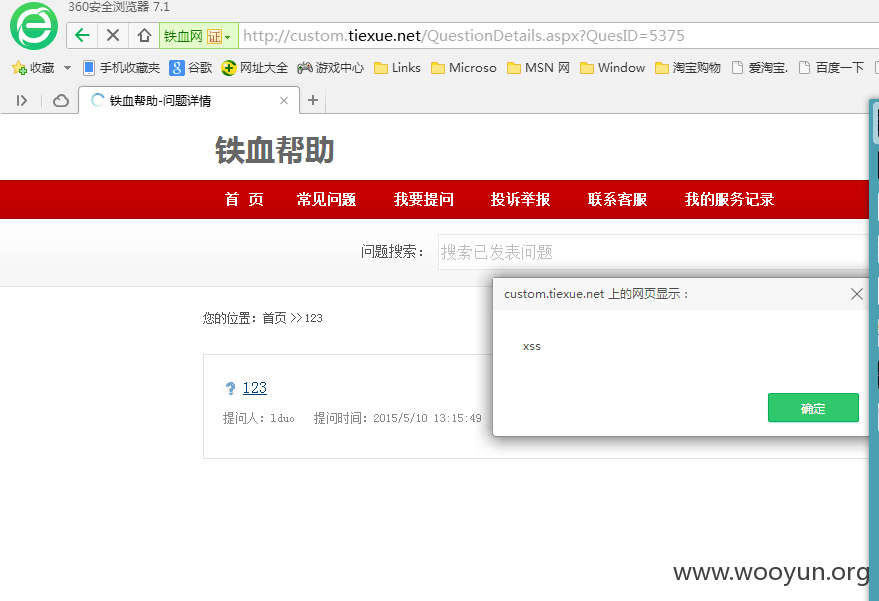 360安全浏览器 7.1
铁血网 证 http://custom.tiexue.net/QuestionDetails.aspx?QuesID=5375
收藏 手机收藏夹 谷歌 网址大全 游戏中心 Links Microso MSN 网 Window 淘宝购物 爱淘宝. 百度一下
铁血帮助-问题详情
铁血帮助
首 页 常见问题 我要提问 投诉举报 联系客服 我的服务记录
问题搜索： 搜索已发表问题
custom.tiexue.net 上的网页显示：
您的位置：首页 >> 123
xss
123
确定
提问人：lduo 提问时间：2015/5/10 13:15:49
www.wooyun.org